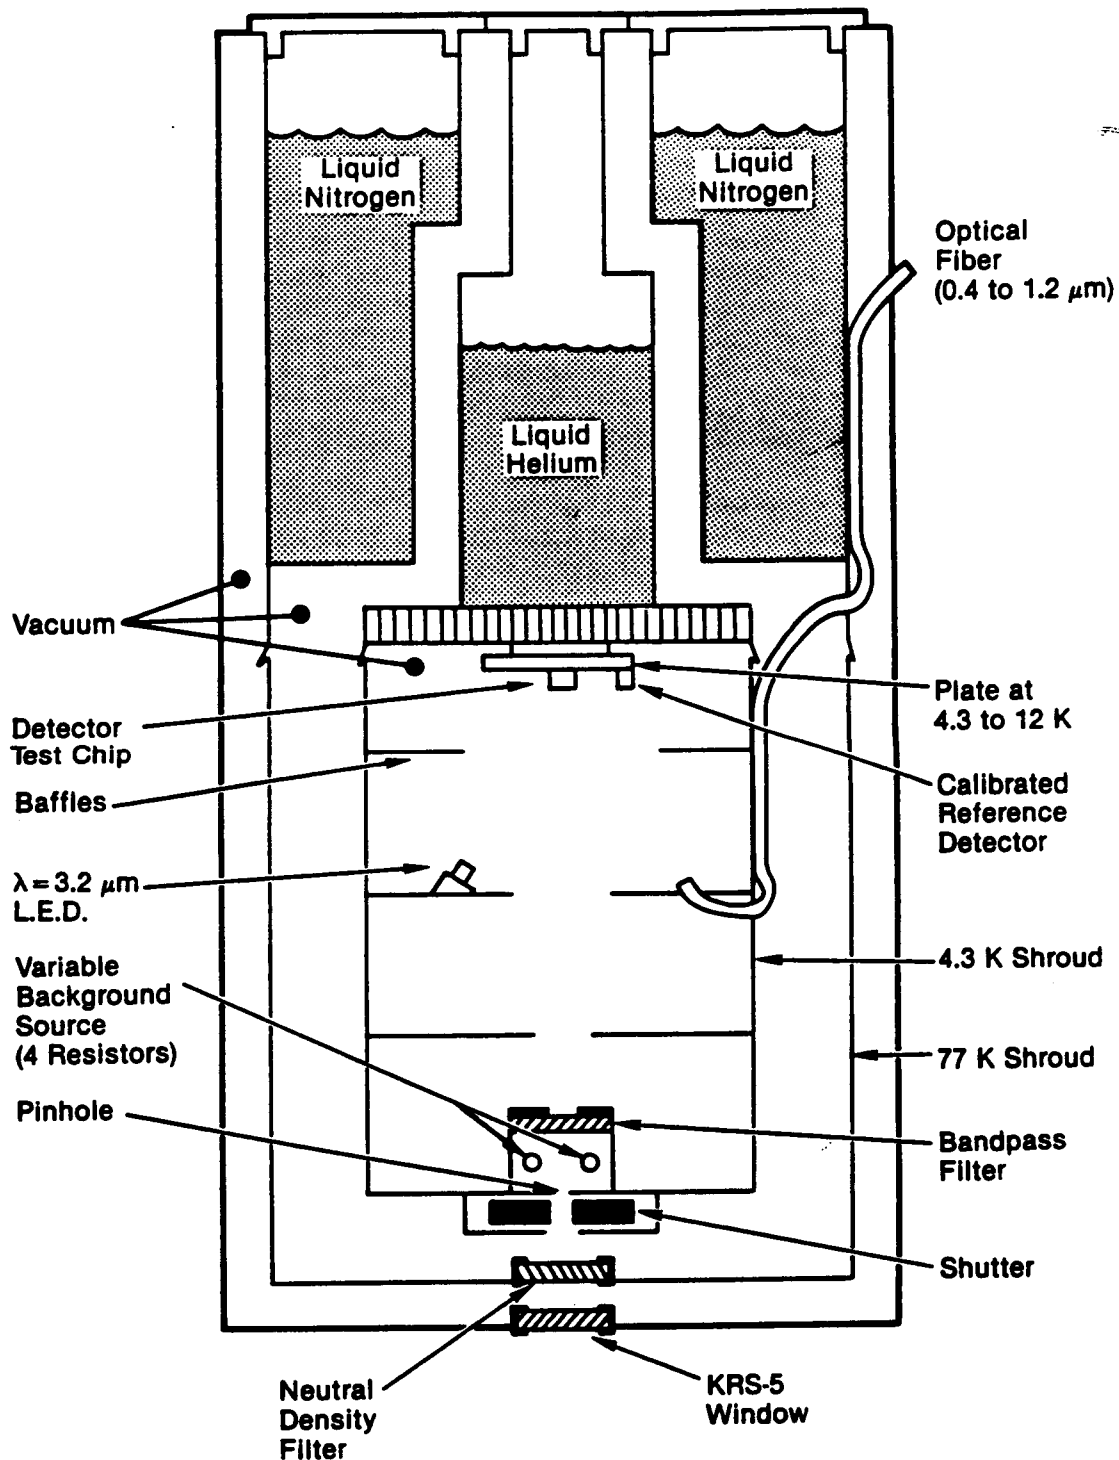 Liquid
Nitrogen
Liquid
Nitrogen
Optical
Fiber
(0.4 to 1.2 μm)
Liquid
Helium
Vacuum
Detector
Test Chip
Baffles
λ = 3.2 μm
L.E.D.
Variable
Background
Source
(4 Resistors)
Pinhole
Plate at
4.3 to 12 K
Calibrated
Reference
Detector
4.3 K Shroud
77 K Shroud
Bandpass
Filter
Shutter
Neutral
Density
Filter
KRS-5
Window